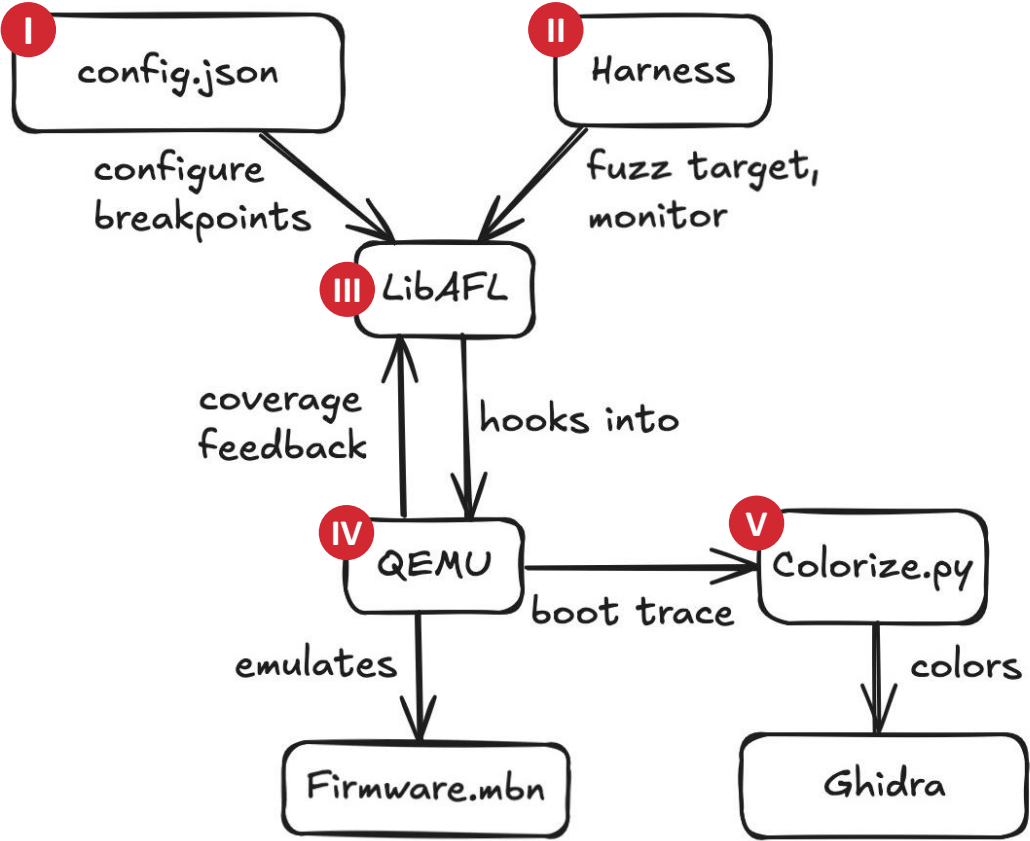 I
config.json
II
Harness
configure
breakpoints
fuzz target,
monitor
III
LibAFL
coverage
feedback
hooks into
IV
QEMU
boot trace
V
Colorize.py
emulates
colors
Firmware.mbn
Ghidra